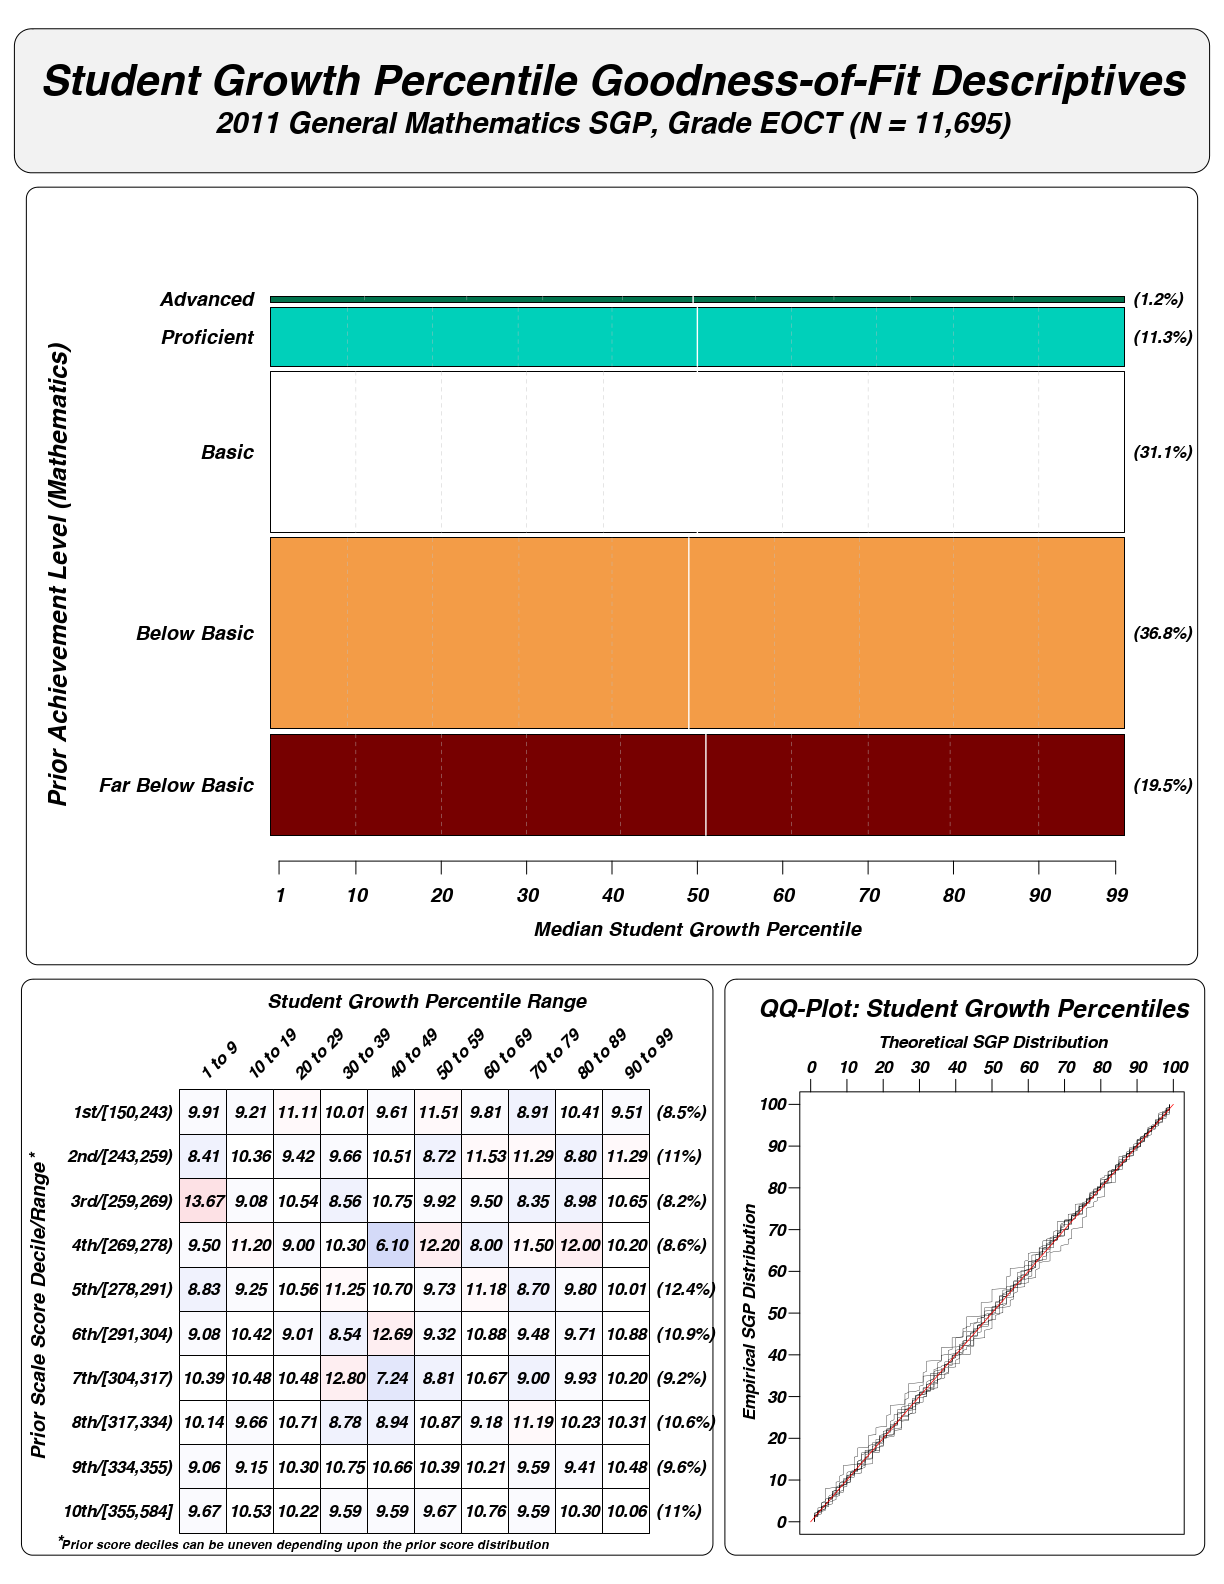 Student Growth Percentile Goodness-of-Fit Descriptives
2011 General Mathematics SGP, Grade EOCT (N = 11,695)
Prior Achievement Level (Mathematics)
Advanced (1.2%)
Proficient (11.3%)
Basic (31.1%)
Below Basic (36.8%)
Far Below Basic (19.5%)
1 10 20 30 40 50 60 70 80 90 99
Median Student Growth Percentile
Student Growth Percentile Range
1 to 9 10 to 19 20 to 29 30 to 39 40 to 49 50 to 59 60 to 69 70 to 79 80 to 89 90 to 99
Prior Scale Score Decile/Range*
1st/[150,243) 9.91 9.21 11.11 10.01 9.61 11.51 9.81 8.91 10.41 9.51 (8.5%)
2nd/[243,259) 8.41 10.36 9.42 9.66 10.51 8.72 11.53 11.29 8.80 11.29 (11%)
3rd/[259,269) 13.67 9.08 10.54 8.56 10.75 9.92 9.50 8.35 8.98 10.65 (8.2%)
4th/[269,278) 9.50 11.20 9.00 10.30 6.10 12.20 8.00 11.50 12.00 10.20 (8.6%)
5th/[278,291) 8.83 9.25 10.56 11.25 10.70 9.73 11.18 8.70 9.80 10.01 (12.4%)
6th/[291,304) 9.08 10.42 9.01 8.54 12.69 9.32 10.88 9.48 9.71 10.88 (10.9%)
7th/[304,317) 10.39 10.48 10.48 12.80 7.24 8.81 10.67 9.00 9.93 10.20 (9.2%)
8th/[317,334) 10.14 9.66 10.71 8.78 8.94 10.87 9.18 11.19 10.23 10.31 (10.6%)
9th/[334,355) 9.06 9.15 10.30 10.75 10.66 10.39 10.21 9.59 9.41 10.48 (9.6%)
10th/[355,584] 9.67 10.53 10.22 9.59 9.59 9.67 10.76 9.59 10.30 10.06 (11%)
*Prior score deciles can be uneven depending upon the prior score distribution
QQ-Plot: Student Growth Percentiles
Theoretical SGP Distribution
0 10 20 30 40 50 60 70 80 90 100
Empirical SGP Distribution
100
90
80
70
60
50
40
30
20
10
0